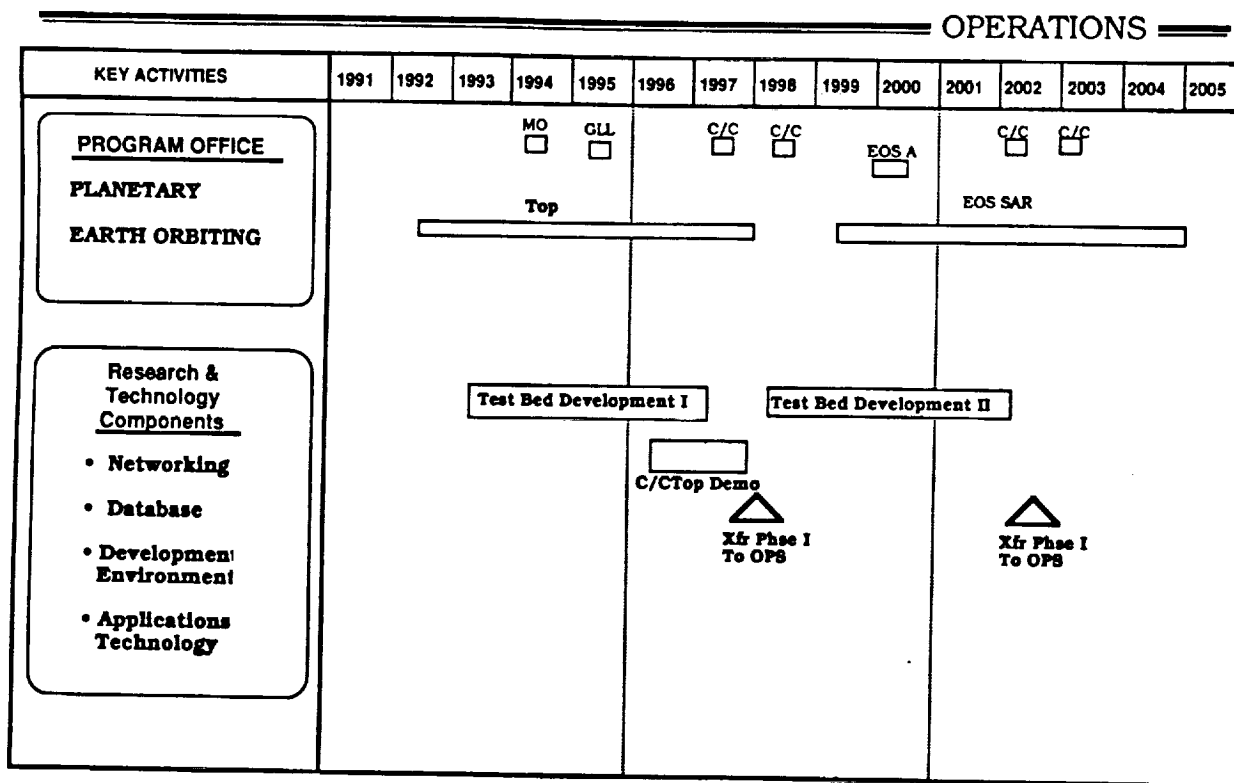 OPERATIONS
KEY ACTIVITIES 1991 1992 1993 1994 1995 1996 1997 1998 1999 2000 2001 2002 2003 2004 2005
PROGRAM OFFICE
PLANETARY
EARTH ORBITING
MO GLL C/C C/C EOS A C/C C/C
Top EOS SAR
Research &
Technology
Components
• Networking
• Database
• Development
Environment
• Applications
Technology
Test Bed Development I Test Bed Development II
C/CTop Demo
Xfr Phse I
To OPS
Xfr Phse I
To OPS